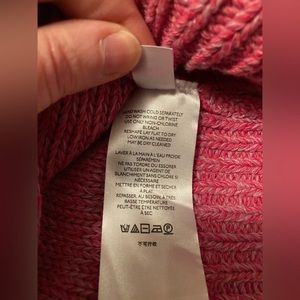 HAND WASH COLD SEPARATELY
DO NOT WRING OR TWIST
USE ONLY NON-CHLORINE
BLEACH
RESHAPE LAY FLAT TO DRY
LOW IRON AS NEEDED
MAY BE DRY CLEANED
LAVER À LA MAIN À L'EAU FROIDE
SÉPARÉMENT
NE PAS TORDRE OU ESSORER
UTILISER UN AGENT DE
BLANCHIMENT SANS CHLORE SI
NÉCESSAIRE
METTRE EN FORME ET SÉCHER
À PLAT
REPASSER, AU BESOIN, À TRÈS
BASSE TEMPÉRATURE
PEUT-ÊTRE ÊTRE NETTOYÉE
À SEC